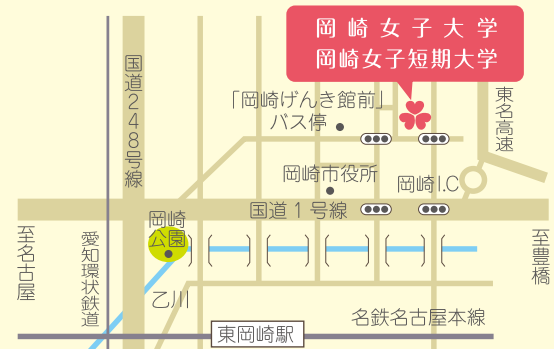 岡崎女子大学
岡崎女子短期大学
国道248号線
「岡崎げんき館前」
バス停
東名高速
岡崎市役所
岡崎I.C
国道1号線
岡崎
公園
至名古屋
愛知環状鉄道
至豊橋
乙川
名鉄名古屋本線
東岡崎駅